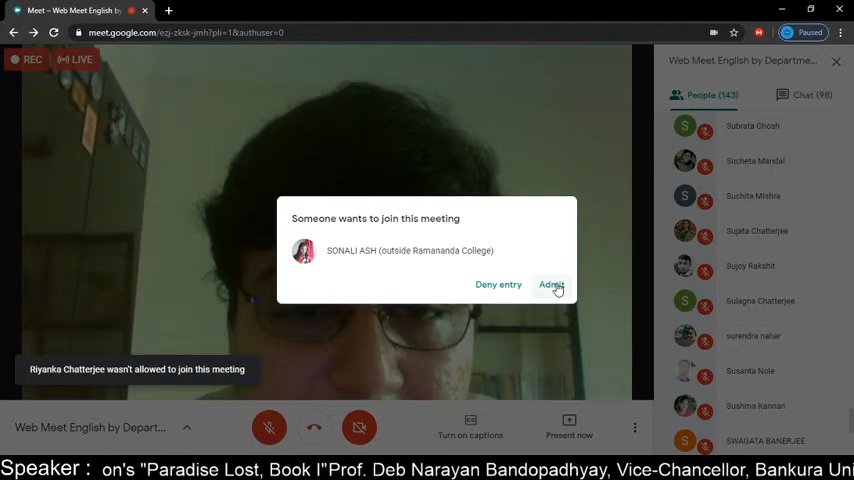 Meet – Web Meet English by
meet.google.com/ezj-zksk-jmh?pli=1&authuser=0
Paused
REC
LIVE
Web Meet English by Departme...
People (143)
Chat (98)
S Subrata Ghosh
Sucheta Mandal
S Suchita Mishra
Sujata Chatterjee
Sujoy Rakshit
S Sulagna Chatterjee
surendra nahar
Susanta Nole
Sushma Kannan
S SWAGATA BANERJEE
Someone wants to join this meeting
SONALI ASH (outside Ramananda College)
Deny entry
Admit
Riyanka Chatterjee wasn't allowed to join this meeting
Web Meet English by Depart...
Turn on captions
Present now
Speaker : on's "Paradise Lost, Book I"Prof. Deb Narayan Bandopadhyay, Vice-Chancellor, Bankura Uni